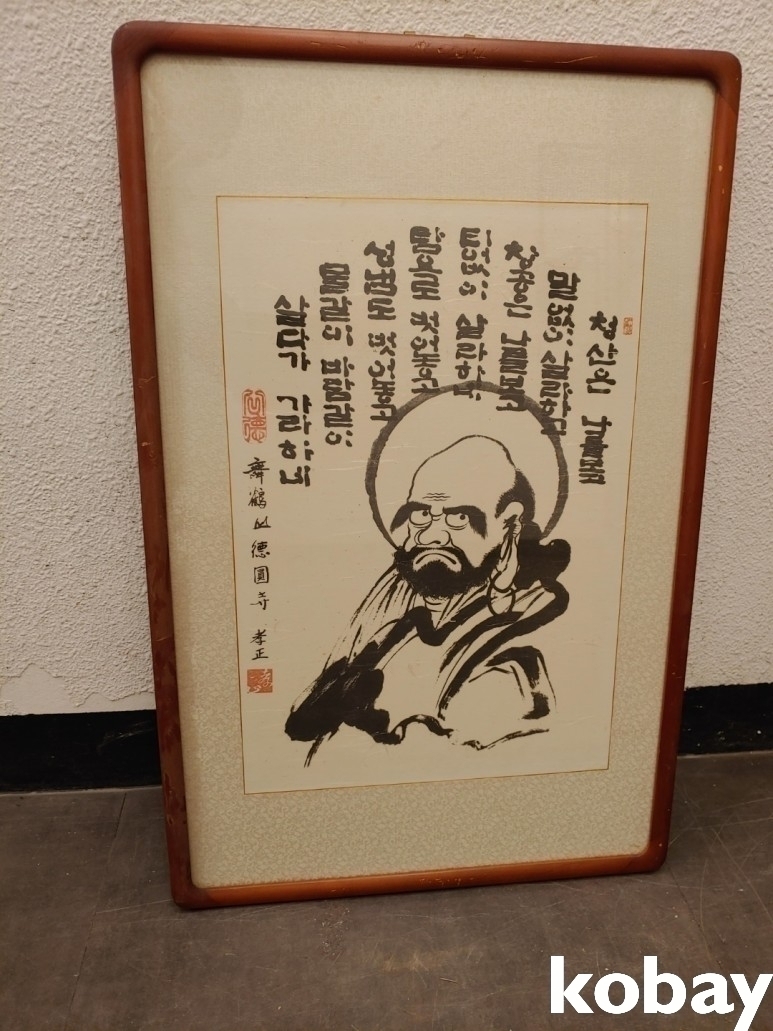 청산은 나를보고
말없이 살라하고
창공은 나를보고
티없이 살라하네
탐욕도 벗어놓고
성냄도 벗어놓고
물같이 바람같이
살다가 가라하네
舞鶴山 德圓寺 孝正
kobay